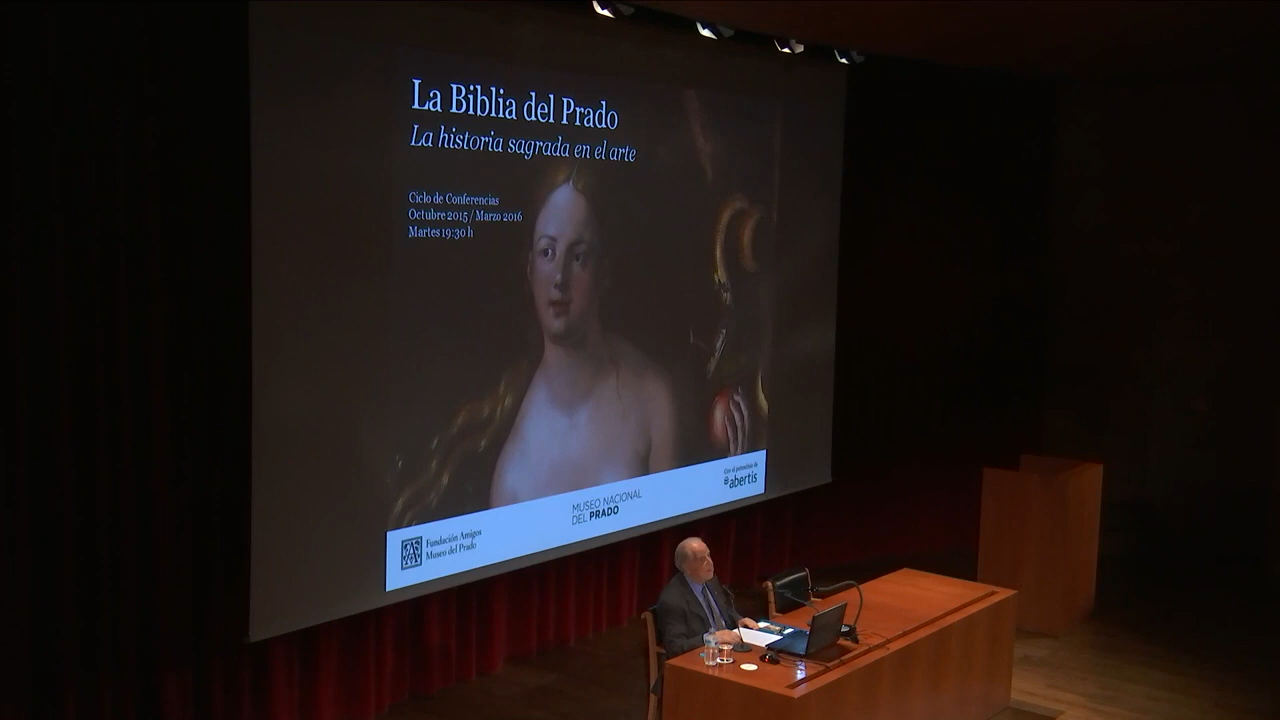 La Biblia del Prado
La historia sagrada en el arte
Ciclo de Conferencias
Octubre 2015 / Marzo 2016
Martes 19:30 h
Con el patrocinio de
abertis
MUSEO NACIONAL
DEL PRADO
Fundación Amigos
Museo del Prado